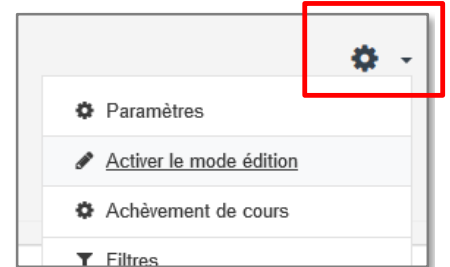 Paramètres
Activer le mode édition
Achèvement de cours
Filtres